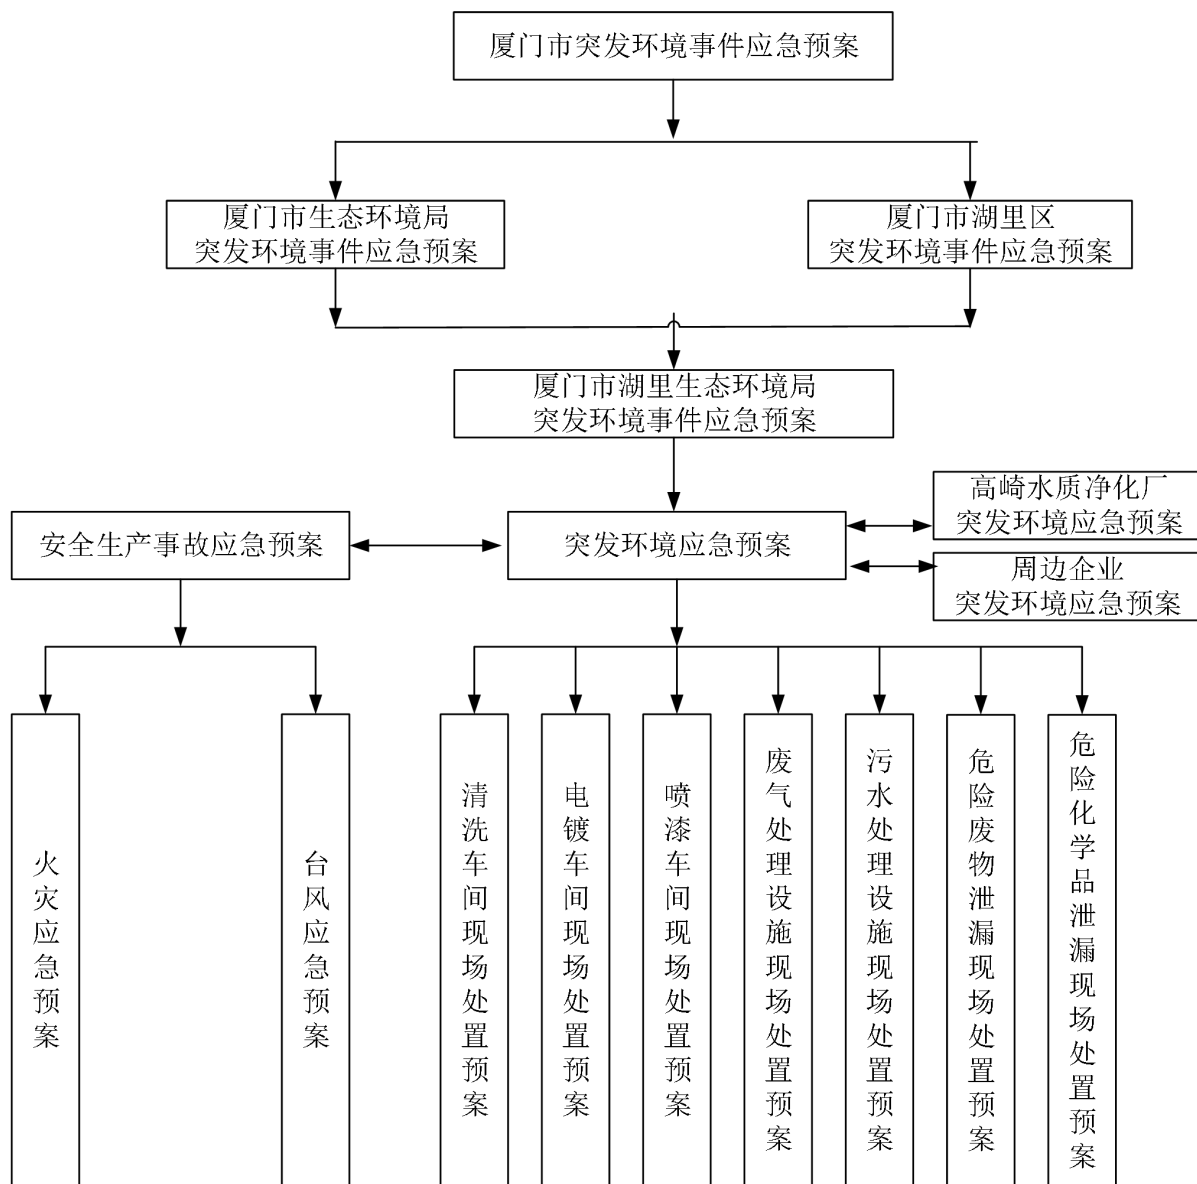 厦门市突发环境事件应急预案
厦门市生态环境局
突发环境事件应急预案
厦门市湖里区
突发环境事件应急预案
厦门市湖里生态环境局
突发环境事件应急预案
高崎水质净化厂
突发环境应急预案
安全生产事故应急预案
突发环境应急预案
周边企业
突发环境应急预案
火灾应急预案
台风应急预案
清洗车间现场处置预案
电镀车间现场处置预案
喷漆车间现场处置预案
废气处理设施现场处置预案
污水处理设施现场处置预案
危险废物泄漏现场处置预案
危险化学品泄漏现场处置预案